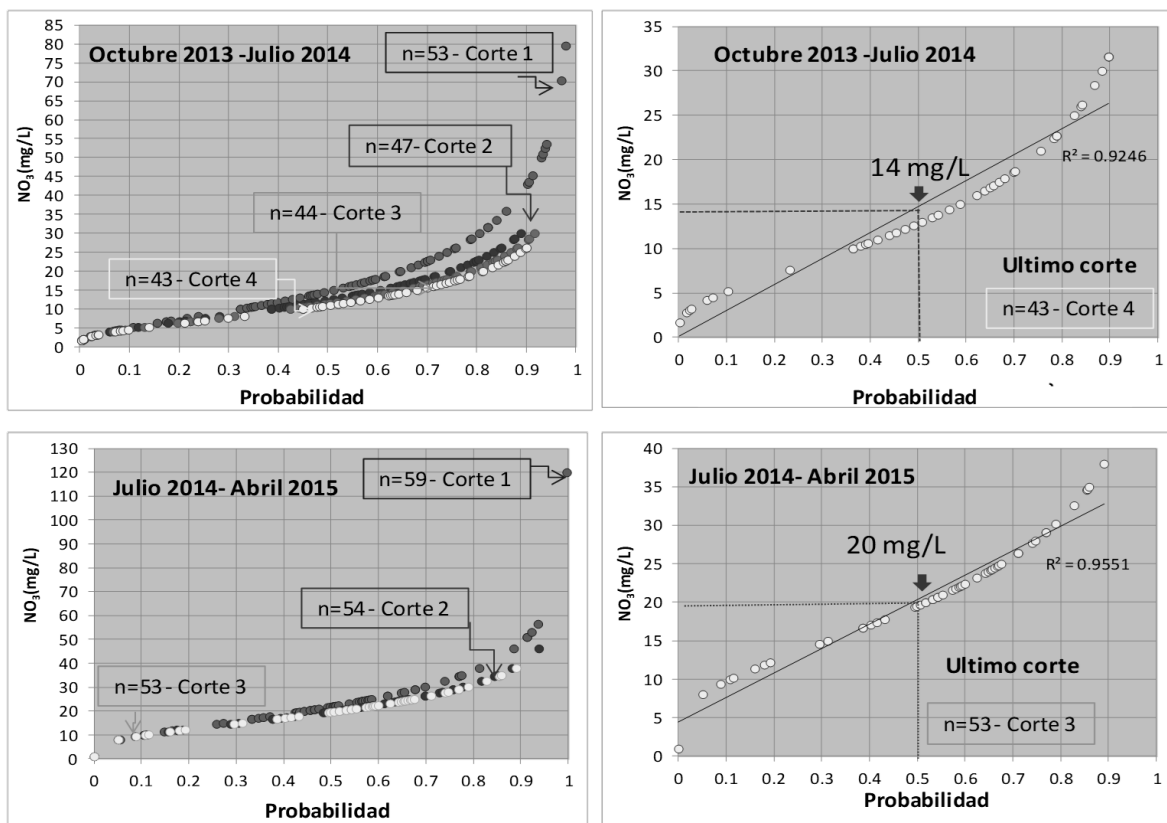 Octubre 2013 -Julio 2014
n=53- Corte 1
n=47- Corte 2
n=44- Corte 3
n=43- Corte 4
NO3(mg/L)
85
80
75
70
65
60
55
50
45
40
35
30
25
20
15
10
5
0
0 0.1 0.2 0.3 0.4 0.5 0.6 0.7 0.8 0.9 1
Probabilidad
Octubre 2013 -Julio 2014
14 mg/L
R² = 0.9246
Ultimo corte
n=43- Corte 4
NO3(mg/L)
35
30
25
20
15
10
5
0
0 0.1 0.2 0.3 0.4 0.5 0.6 0.7 0.8 0.9 1
Probabilidad
Julio 2014- Abril 2015
n=59- Corte 1
n=54- Corte 2
n=53- Corte 3
NO3(mg/L)
130
120
110
100
90
80
70
60
50
40
30
20
10
0
0 0.1 0.2 0.3 0.4 0.5 0.6 0.7 0.8 0.9 1
Probabilidad
Julio 2014- Abril 2015
20 mg/L
R² = 0.9551
Ultimo corte
n=53- Corte 3
NO3(mg/L)
40
35
30
25
20
15
10
5
0
0 0.1 0.2 0.3 0.4 0.5 0.6 0.7 0.8 0.9 1
Probabilidad